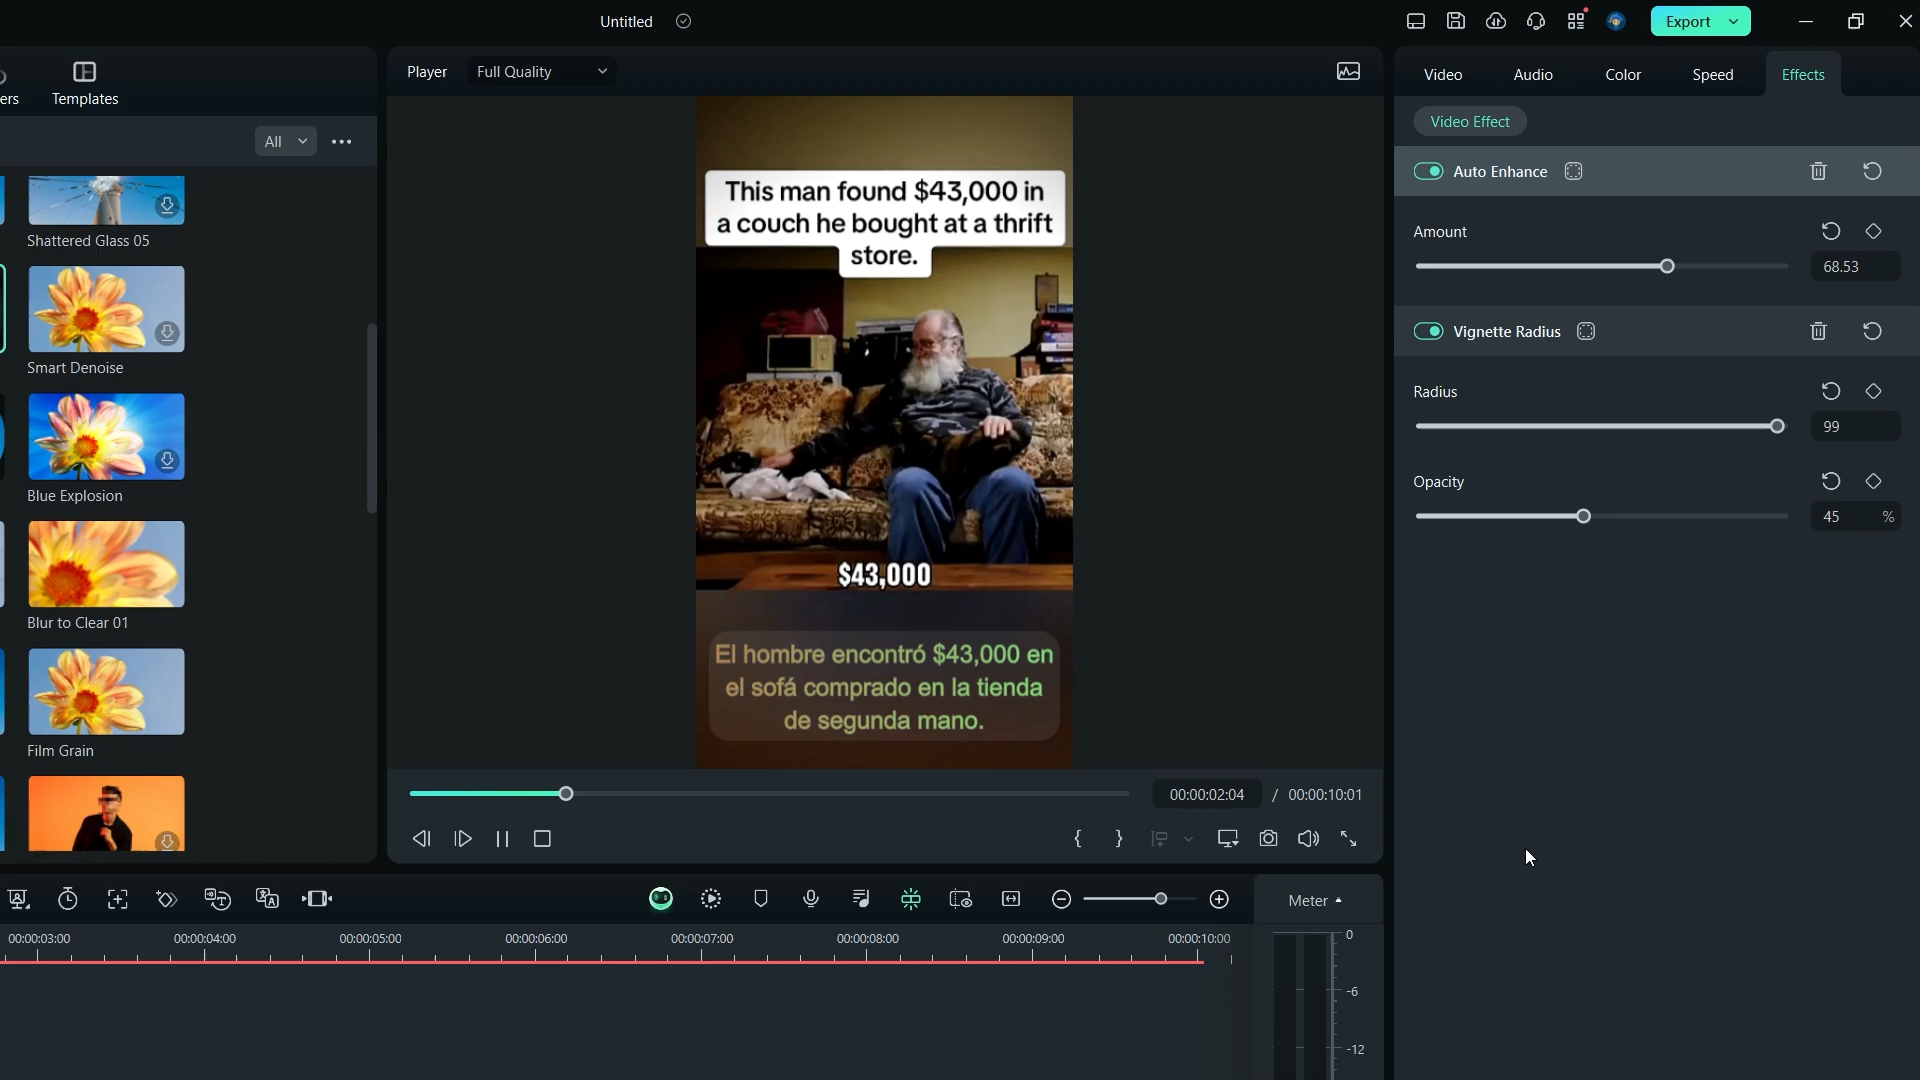 Untitled
Export
ers
Templates
Player
Full Quality
Video
Audio
Color
Speed
Effects
All
Video Effect
Auto Enhance
Amount
68.53
Vignette Radius
Radius
99
Opacity
45 %
Shattered Glass 05
Smart Denoise
Blue Explosion
Blur to Clear 01
Film Grain
This man found $43,000 in
a couch he bought at a thrift
store.
$43,000
El hombre encontró $43,000 en
el sofá comprado en la tienda
de segunda mano.
00:00:02:04 / 00:00:10:01
Meter
00:00:03:00 00:00:04:00 00:00:05:00 00:00:06:00 00:00:07:00 00:00:08:00 00:00:09:00 00:00:10:00
0
-6
-12